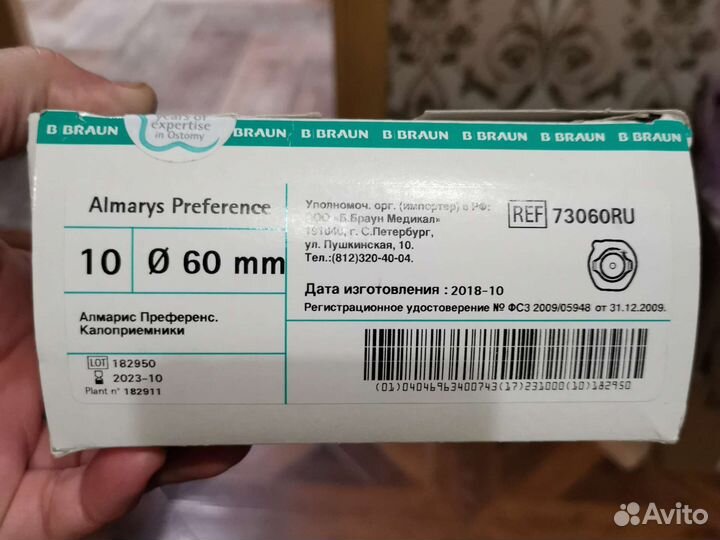 years of
expertise
in Ostomy
B BRAUN B BRAUN B BRAUN B BRAUN B BRAUN B BRAUN B BRAUN
Almarys Preference
10 Ø 60 mm
Алмарис Преференс.
Калоприемники
LOT 182950
2023-10
Plant n° 182911
Уполномоч. орг. (импортер) в РФ:
ООО «Б.Браун Медикал»
191040, г. С.Петербург,
ул. Пушкинская, 10.
Тел.:(812)320-40-04.
REF 73060RU
Дата изготовления : 2018-10
Регистрационное удостоверение № ФСЗ 2009/05948 от 31.12.2009.
(01)04046963400743(17)231000(10)182950
Avito